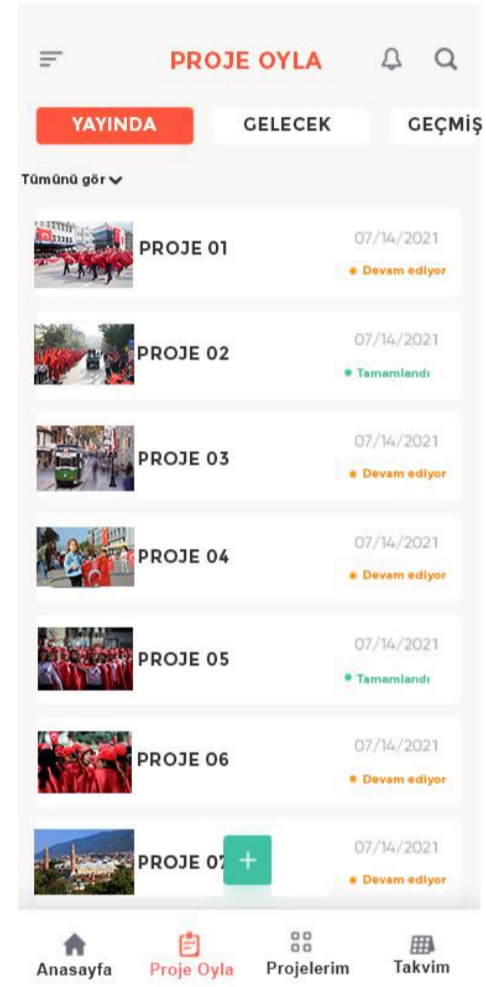 PROJE OYLA
YAYINDA GELECEK GEÇMİŞ
Tümünü gör
PROJE 01 07/14/2021
Devam ediyor
PROJE 02 07/14/2021
Tamamlandı
PROJE 03 07/14/2021
Devam ediyor
PROJE 04 07/14/2021
Devam ediyor
PROJE 05 07/14/2021
Tamamlandı
PROJE 06 07/14/2021
Devam ediyor
PROJE 07 07/14/2021
Devam ediyor
Anasayfa Proje Oyla Projelerim Takvim